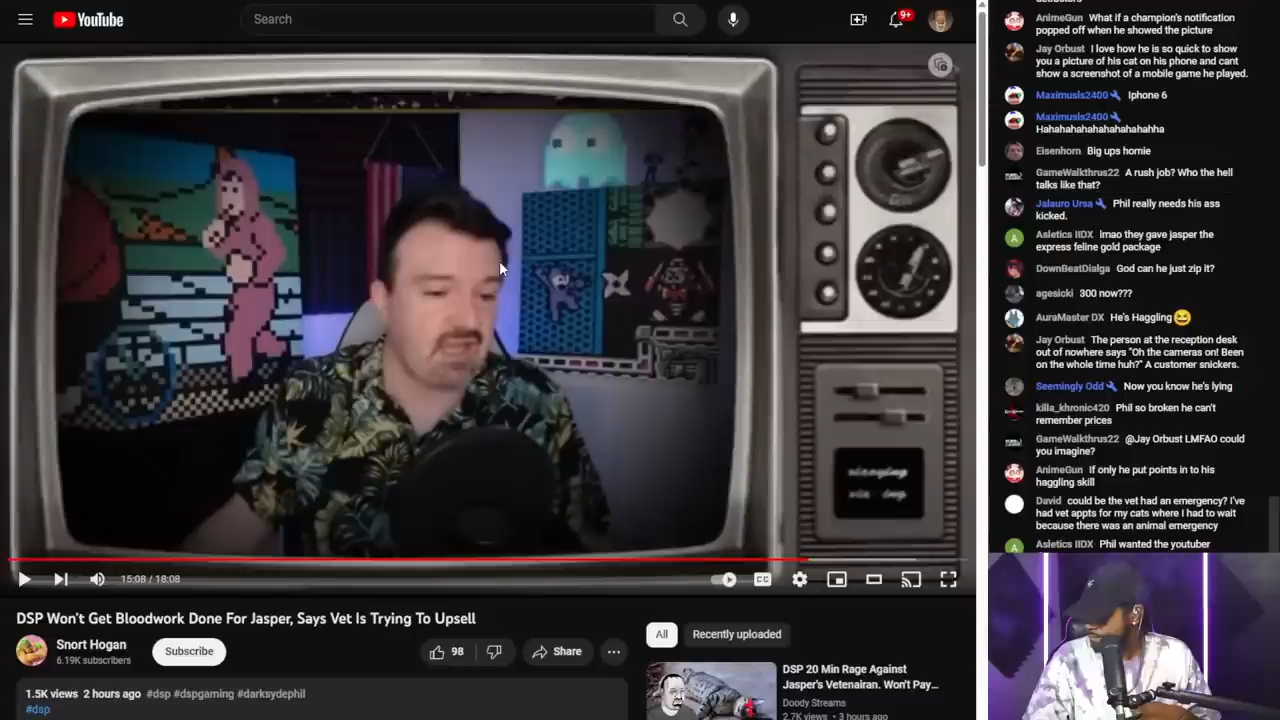 YouTube
Search
9+
AnimeGun What if a champion's notification
popped off when he showed the picture
Jay Orbust I love how he is so quick to show
you a picture of his cat on his phone and cant
show a screenshot of a mobile game he played.
Maximusls2400 Iphone 6
Maximusls2400
Hahahahahahahahahahha
Eisenhorn Big ups homie
GameWalkthrus22 A rush job? Who the hell
talks like that?
Jalauro Ursa Phil really needs his ass
kicked.
Asletics IIDX lmao they gave jasper the
express feline gold package
DownBeatDialga God can he just zip it?
agesicki 300 now???
AuraMaster DX He's Haggling😆
Jay Orbust The person at the reception desk
out of nowhere says "Oh the cameras on! Been
on the whole time huh?" A customer snickers.
Seemingly Odd Now you know he's lying
killa_khronic420 Phil so broken he can't
remember prices
GameWalkthrus22 @Jay Orbust LMFAO could
you imagine?
AnimeGun If only he put points in to his
haggling skill
David could be the vet had an emergency? I've
had vet appts for my cats where I had to wait
because there was an animal emergency
Asletics IIDX Phil wanted the youtuber
15:08 / 18:08
CC
DSP Won't Get Bloodwork Done For Jasper, Says Vet Is Trying To Upsell
Snort Hogan
6.19K subscribers
Subscribe
98
Share
All
Recently uploaded
1.5K views 2 hours ago #dsp #dspgaming #darksydephil
#dsp
DSP 20 Min Rage Against
Jasper's Vetenairan. Won't Pay...
Doody Streams
2.7K views • 3 hours ago